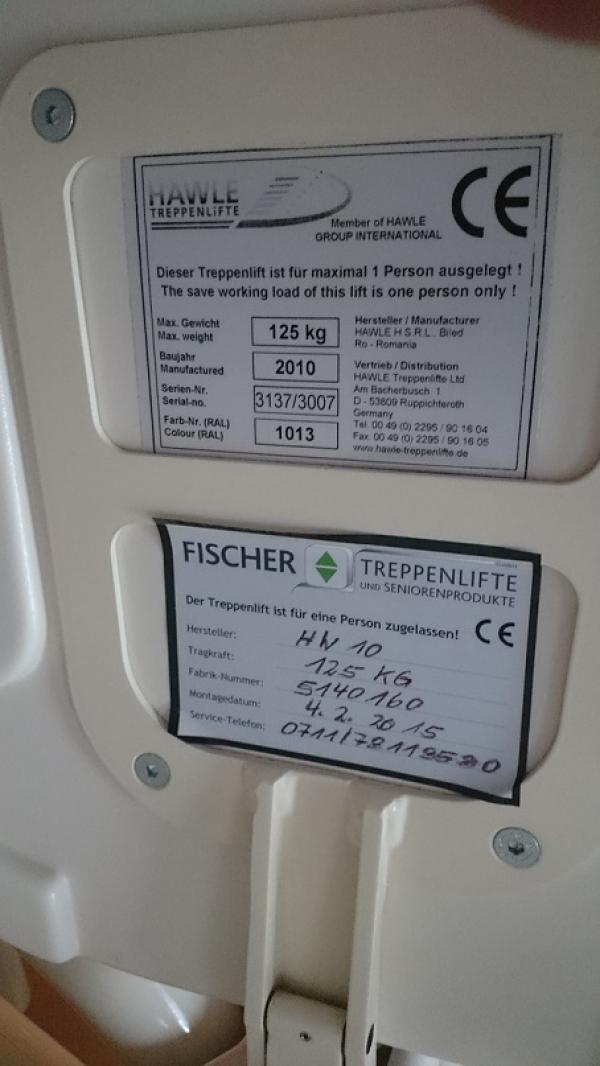 HAWLE
TREPPENLiFTE
CE
Member of HAWLE
GROUP INTERNATIONAL
Dieser Treppenlift ist für maximal 1 Person ausgelegt !
The save working load of this lift is one person only !
Max. Gewicht
Max. weight
125 kg
Baujahr
Manufactured
2010
Serien-Nr.
Serial-no.
3137/3007
Farb-Nr. (RAL)
Colour (RAL)
1013
Hersteller / Manufacturer
HAWLE H S.R.L. Biled
Ro - Romania
Vertrieb / Distribution
HAWLE Treppenlifte Ltd.
Am Bacherbusch 1
D - 53809 Ruppichteroth
Germany
Tel. 00 49 (0) 2295 / 90 16 04
Fax. 00 49 (0) 2295 / 90 16 05
www.hawle-treppenlifte.de
FISCHER TREPPENLIFTE
UND SENIORENPRODUKTE
Der Treppenlift ist für eine Person zugelassen! CE
Hersteller: HW 10
Tragkraft: 125 KG
Fabrik-Nummer: 5140160
Montagedatum: 4. 2. 2015
Service-Telefon: 0711/78119580